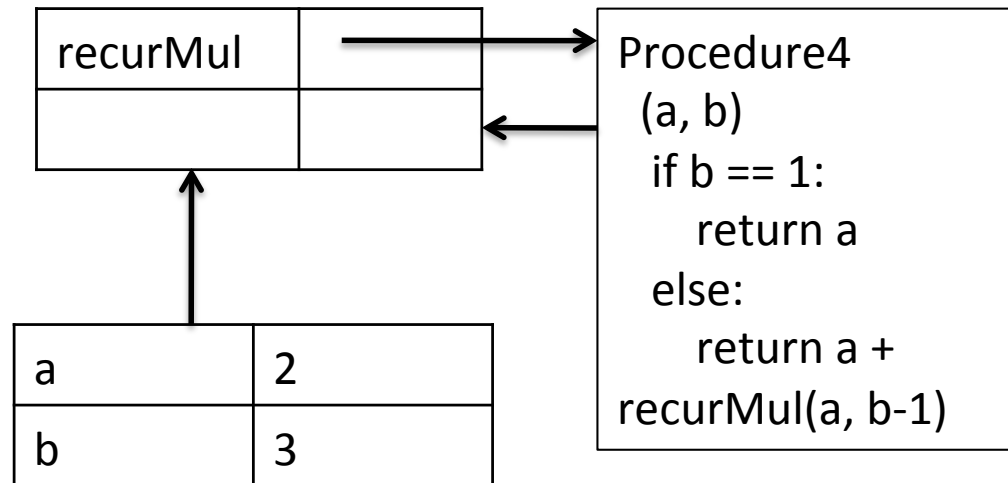 recurMul
Procedure4
(a, b)
if b == 1:
return a
else:
return a +
recurMul(a, b-1)
a 2
b 3